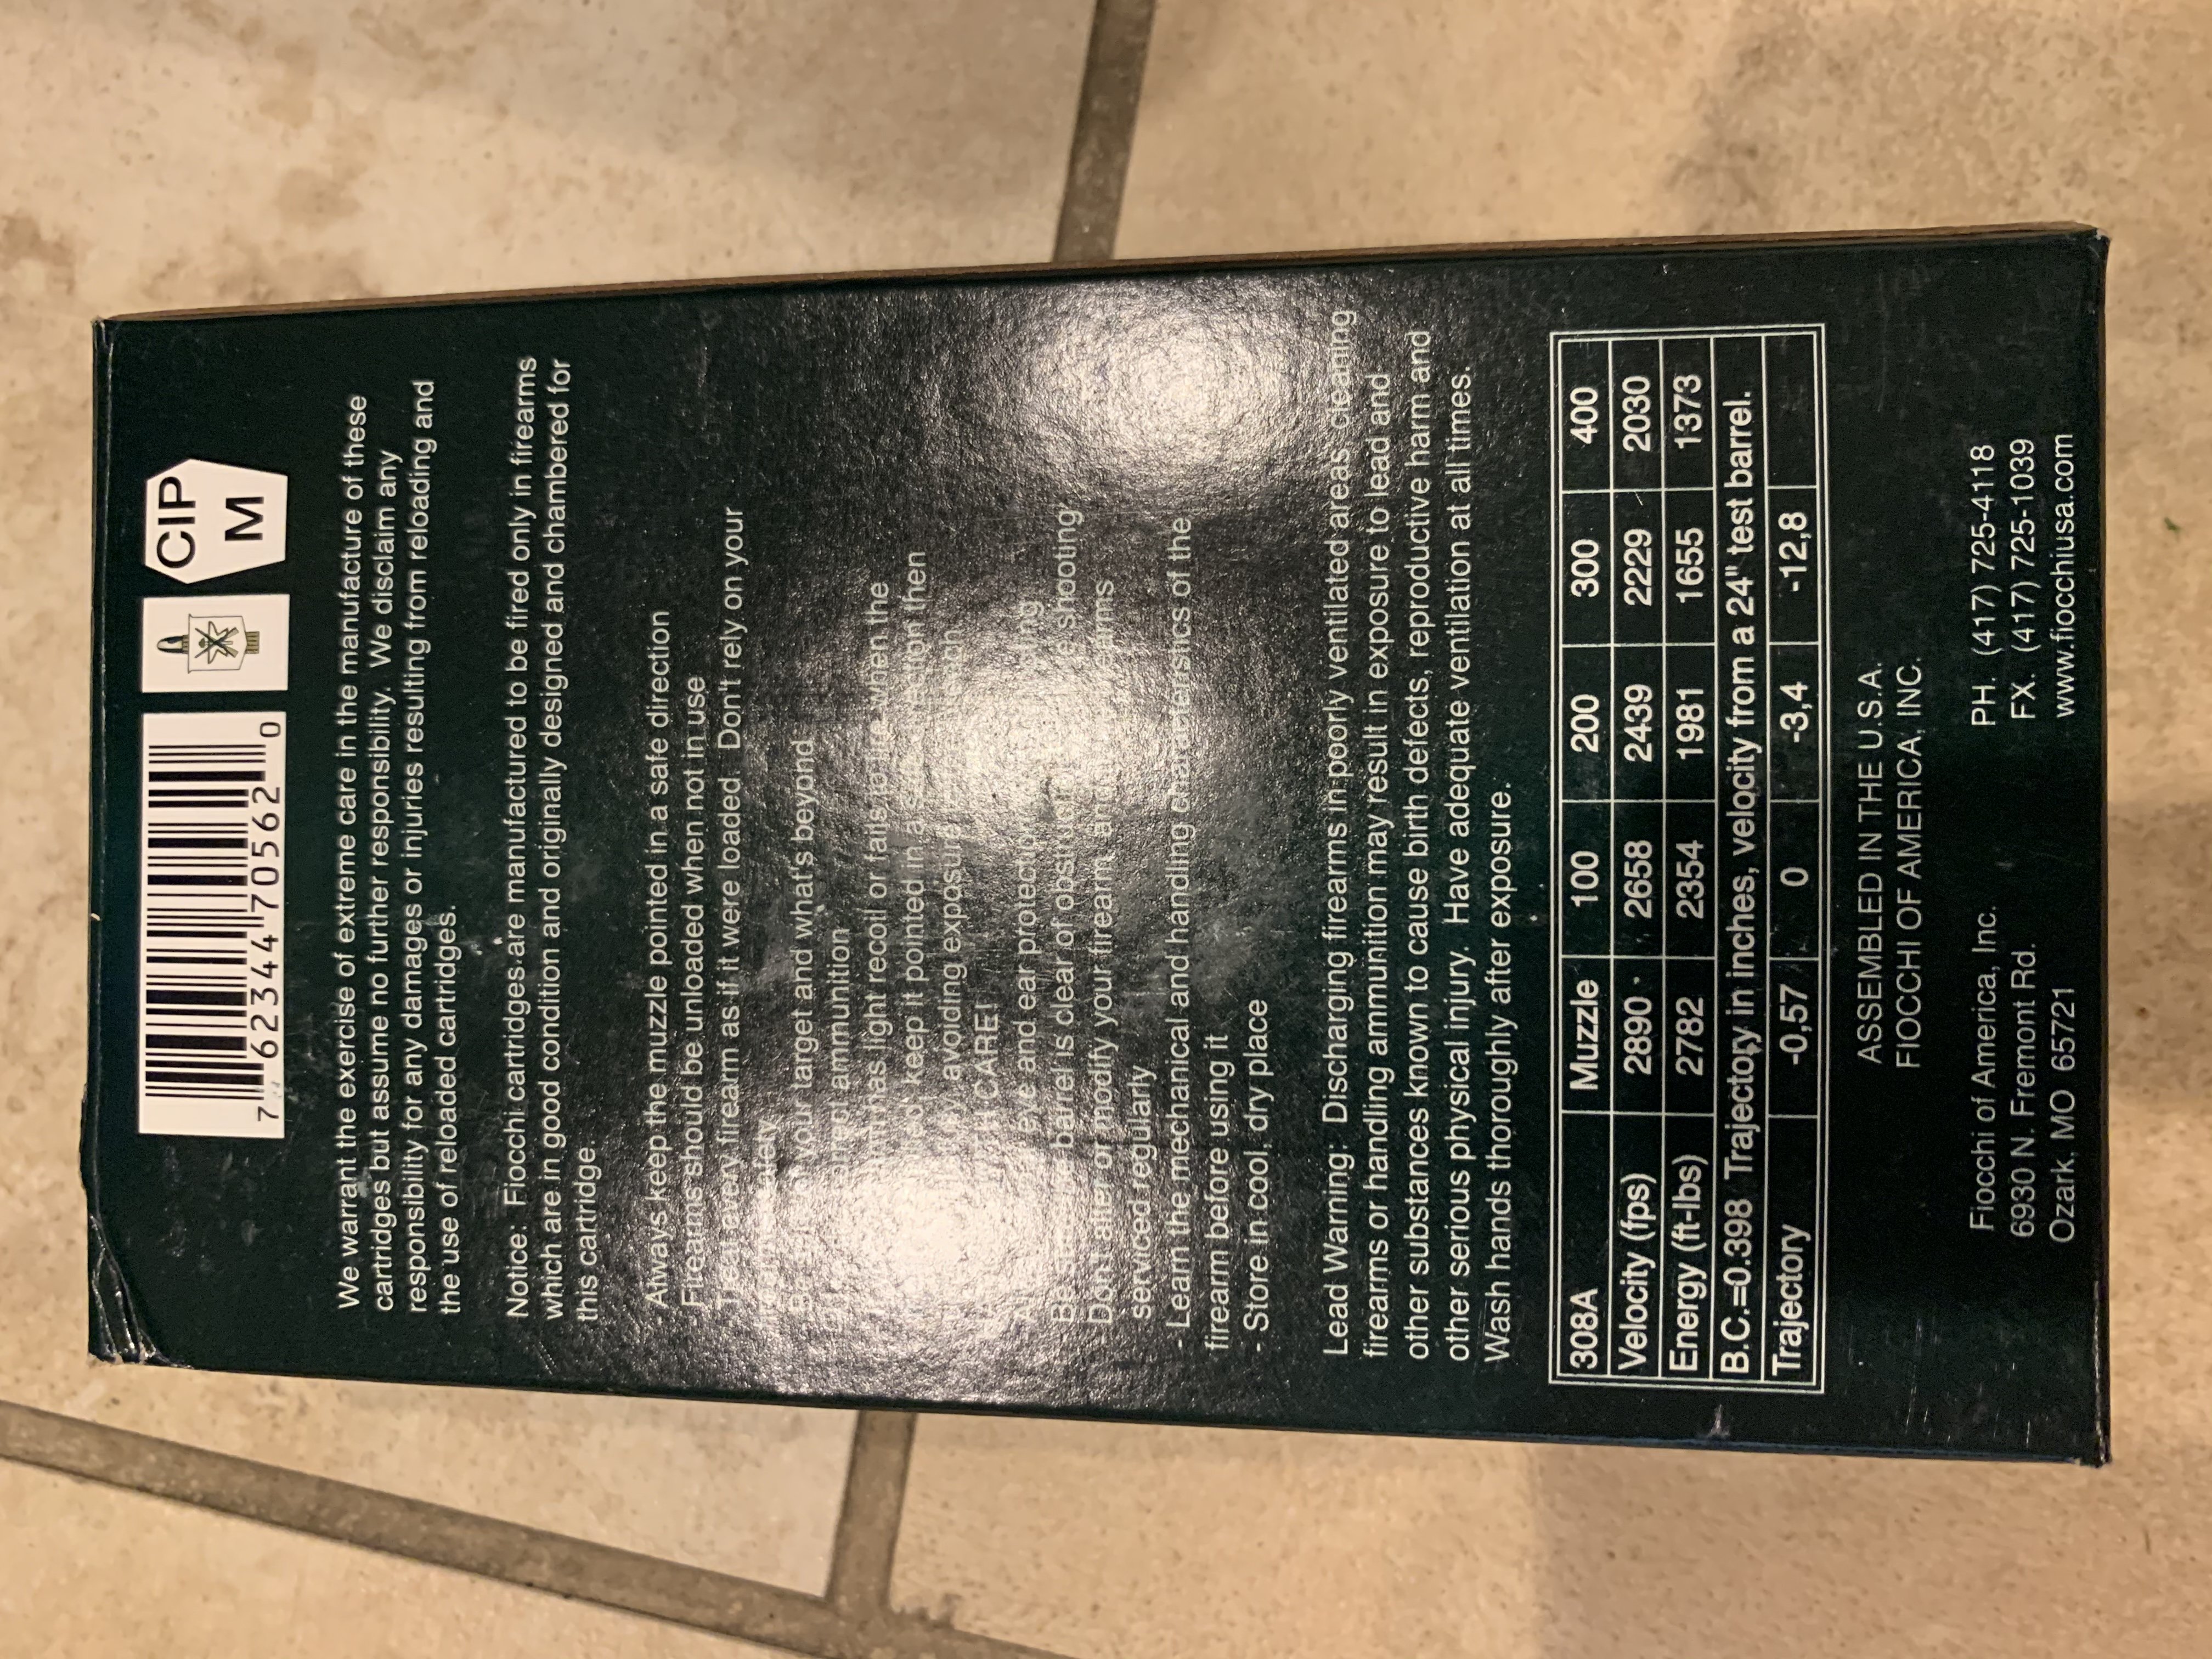 7 62344 70562 0
CIP
M
We warrant the exercise of extreme care in the manufacture of these
cartridges but assume no further responsibility. We disclaim any
responsibility for any damages or injuries resulting from reloading and
the use of reloaded cartridges.
Notice: Fiocchi cartridges are manufactured to be fired only in firearms
which are in good condition and originally designed and chambered for
this cartridge.
- Always keep the muzzle pointed in a safe direction
- Firearms should be unloaded when not in use
- Treat every firearm as if it were loaded Don't rely on your
your target and what's beyond
ammunition
light recoil or fails to fire when the
keep it pointed in a then
avoiding exposure
CARE!
eye and ear protection
Be barrel is clear of shooting
Don't alter or modify your firearm
serviced regularly
- Learn the mechanical and handling characteristics of the
firearm before using it
- Store in cool, dry place
Lead Warning: Discharging firearms in poorly ventilated areas, cleaning
firearms or handling ammunition may result in exposure to lead and
other substances known to cause birth defects, reproductive harm and
other serious physical injury. Have adequate ventilation at all times.
Wash hands thoroughly after exposure.
308A Muzzle 100 200 300 400
Velocity (fps) 2890 2658 2439 2229 2030
Energy (ft-lbs) 2782 2354 1981 1655 1373
B.C.=0.398 Trajectory in inches, velocity from a 24" test barrel.
Trajectory -0,57 0 -3,4 -12,8
ASSEMBLED IN THE U.S.A.
FIOCCHI OF AMERICA, INC.
Fiocchi of America, Inc. PH. (417) 725-4118
6930 N. Fremont Rd. FX. (417) 725-1039
Ozark, MO 65721 www.fiocchiusa.com